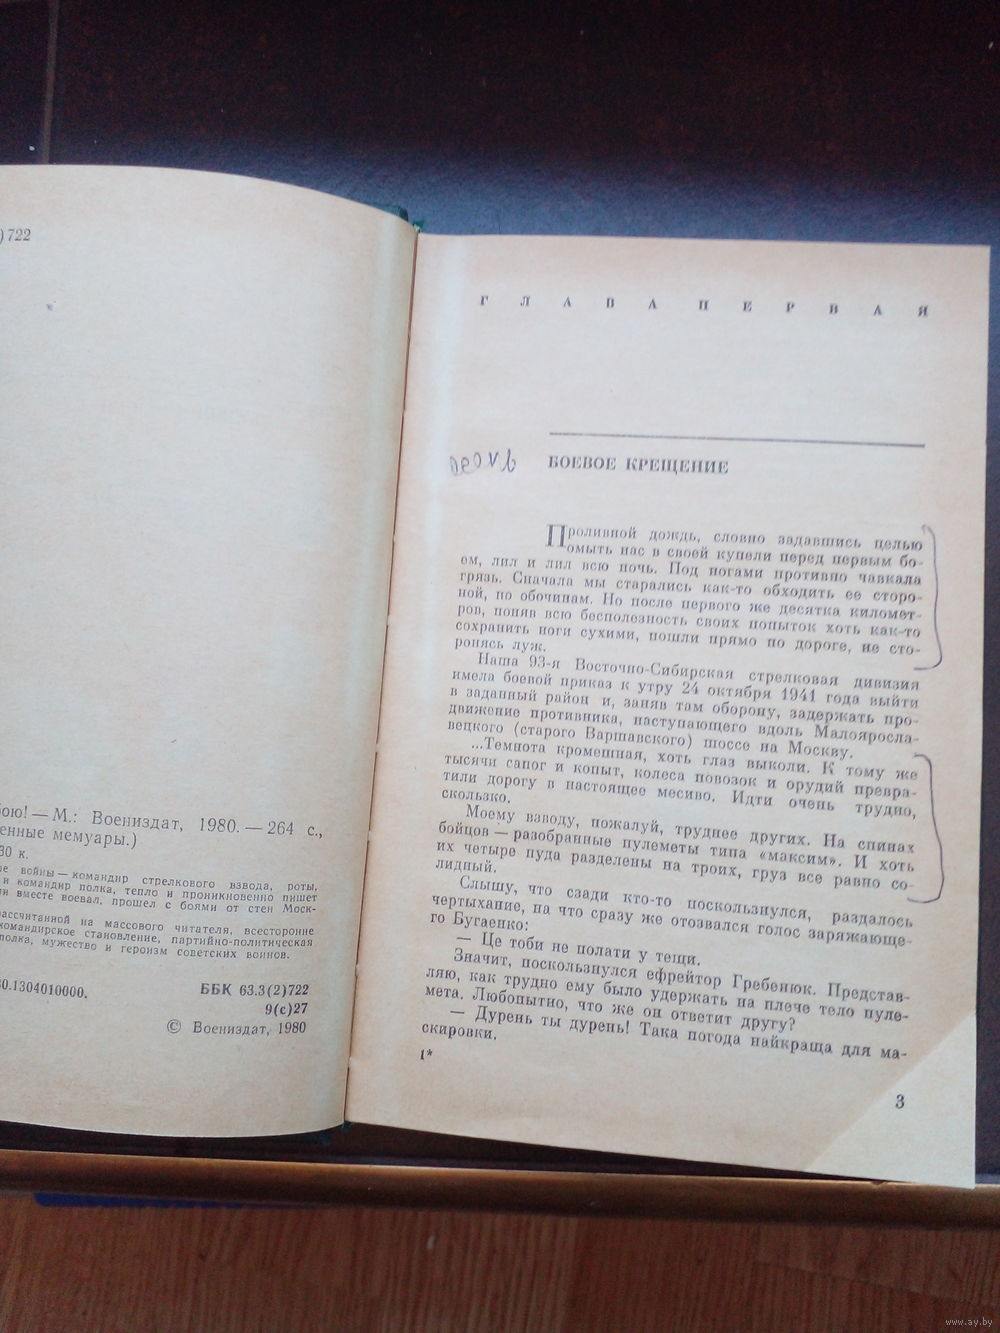 )722
бою! — М.: Воениздат, 1980. — 264 с.,
енные мемуары.)
30 к.
войны — командир стрелкового взвода, роты,
и командир полка, тепло и проникновенно пишет
вместе воевал, прошел с боями от стен Моск-
рассчитанной на массового читателя, всесторонне
командирское становление, партийно-политическая
полка, мужество и героизм советских воинов.
0.1304010000.
ББК 63.3(2)722
9(с)27
© Воениздат, 1980
ГЛАВА ПЕРВАЯ
БОЕВОЕ КРЕЩЕНИЕ
Проливной дождь, словно задавшись целью
омыть нас в своей купели перед первым бо-
ем, лил и лил всю ночь. Под ногами противно чавкала
грязь. Сначала мы старались как-то обходить ее сторо-
ной, по обочинам. Но после первого же десятка километ-
ров, поняв всю бесполезность своих попыток хоть как-то
сохранить ноги сухими, пошли прямо по дороге, не сто-
ронясь луж.
Наша 93-я Восточно-Сибирская стрелковая дивизия
имела боевой приказ к утру 24 октября 1941 года выйти
в заданный район и, заняв там оборону, задержать про-
движение противника, наступающего вдоль Малояросла-
вецкого (старого Варшавского) шоссе на Москву.
...Темнота кромешная, хоть глаз выколи. К тому же
тысячи сапог и копыт, колеса повозок и орудий превра-
тили дорогу в настоящее месиво. Идти очень трудно,
скользко.
Моему взводу, пожалуй, труднее других. На спинах
бойцов — разобранные пулеметы типа «максим». И хоть
их четыре пуда разделены на троих, груз все равно со-
лидный.
Слышу, что сзади кто-то поскользнулся, раздалось
чертыхание, на что сразу же отозвался голос заряжающе-
го Бугаенко:
— Це тоби не полати у тещи.
Значит, поскользнулся ефрейтор Гребенюк. Представ-
ляю, как трудно ему было удержать на плече тело пуле-
мета. Любопытно, что же он ответит другу?
— Дурень ты дурень! Така погода найкраща для ма-
скировки.
1*
3
www.ay.by